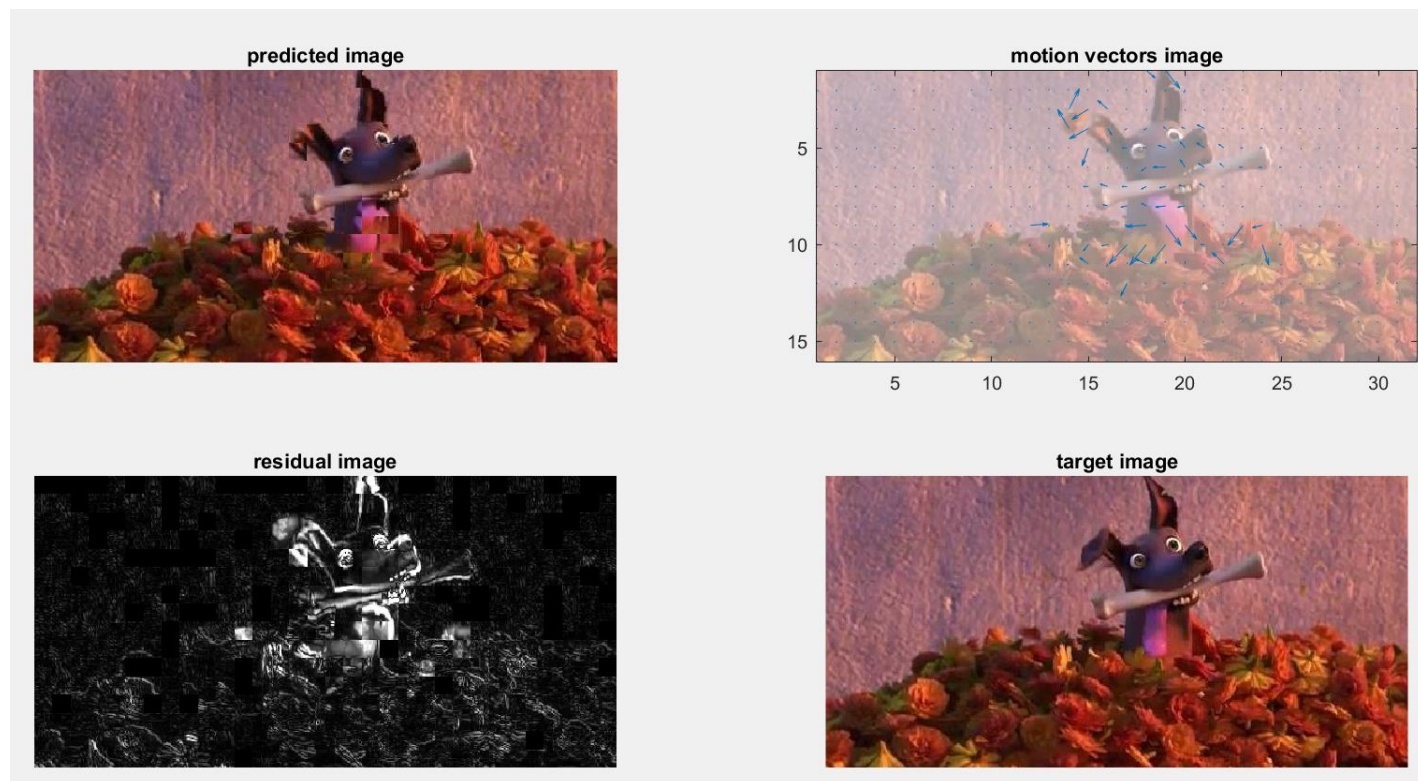 predicted image
motion vectors image
5
10
15
5 10 15 20 25 30
residual image
target image